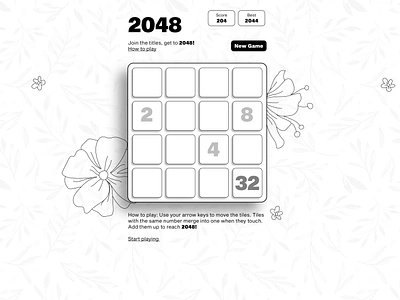 2048
Score
204
Best
2044
Join the titles, get to 2048!
How to play
New Game
2
8
4
32
How to play: Use your arrow keys to move the titles. Titles
with the same number merge into one when they touch.
Add them up to reach 2048!
Start playing